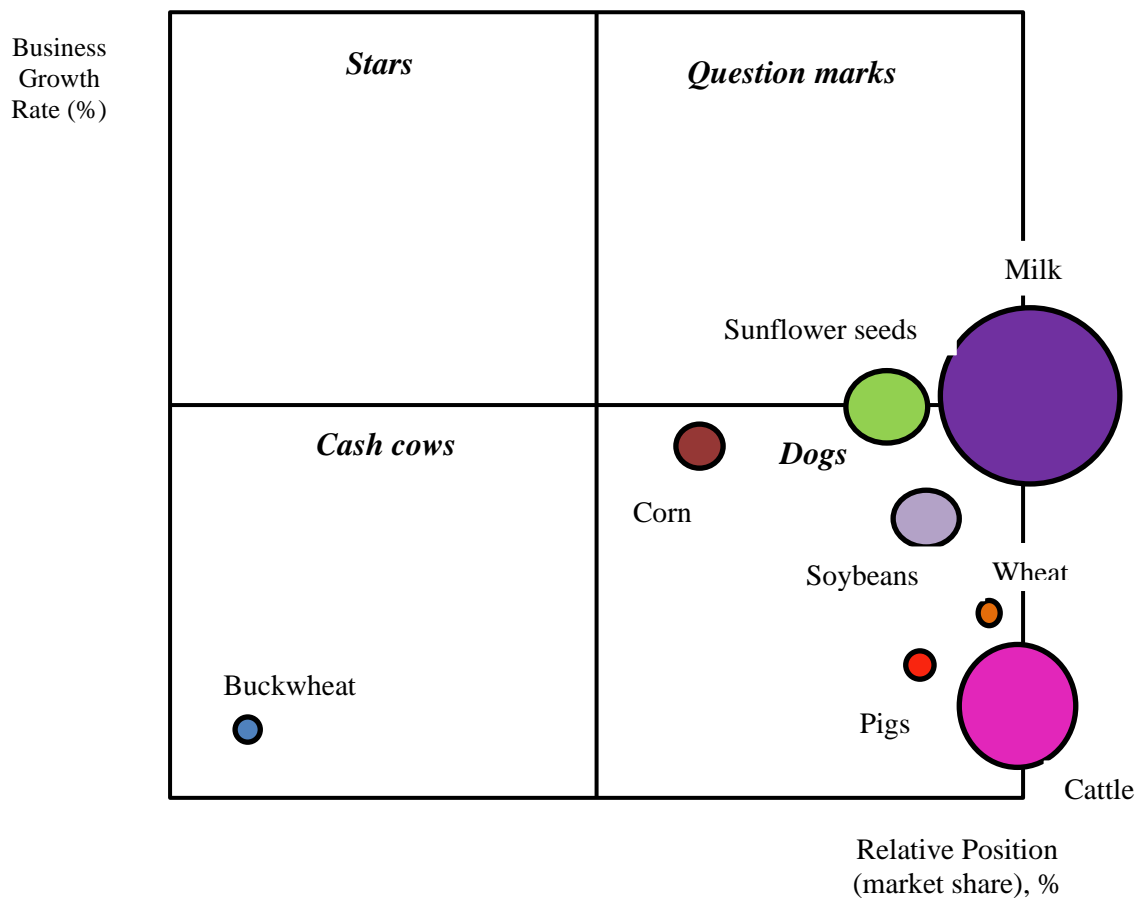 Business
Growth
Rate (%)
Stars
Question marks
Milk
Sunflower seeds
Cash cows
Dogs
Corn
Soybeans
Wheat
Buckwheat
Pigs
Cattle
Relative Position
(market share), %